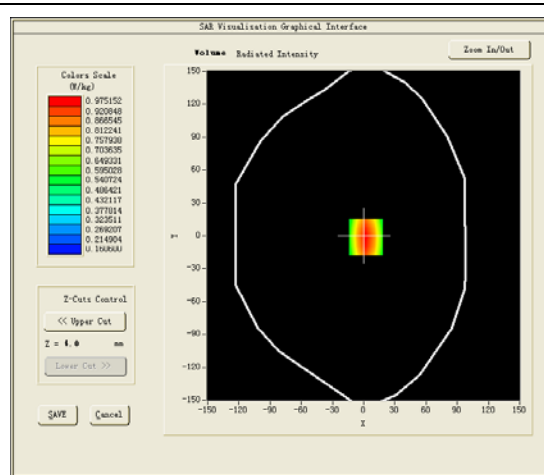 SAR Visualisation Graphical Interface
Volume Radiated Intensity
Zoom In/Out
Colors Scale
(W/kg)
0.975152
0.920848
0.866545
0.812241
0.757938
0.703635
0.649331
0.595028
0.540724
0.486421
0.432117
0.377814
0.323511
0.269207
0.214904
0.160600
Z-Cuts Control
<< Upper Cut
Z = 4.0 mm
Lower Cut >>
SAVE Cancel
150
120
90
60
30
0
-30
-60
-90
-120
-150
Y
-150 -120 -90 -60 -30 0 30 60 90 120 150
X